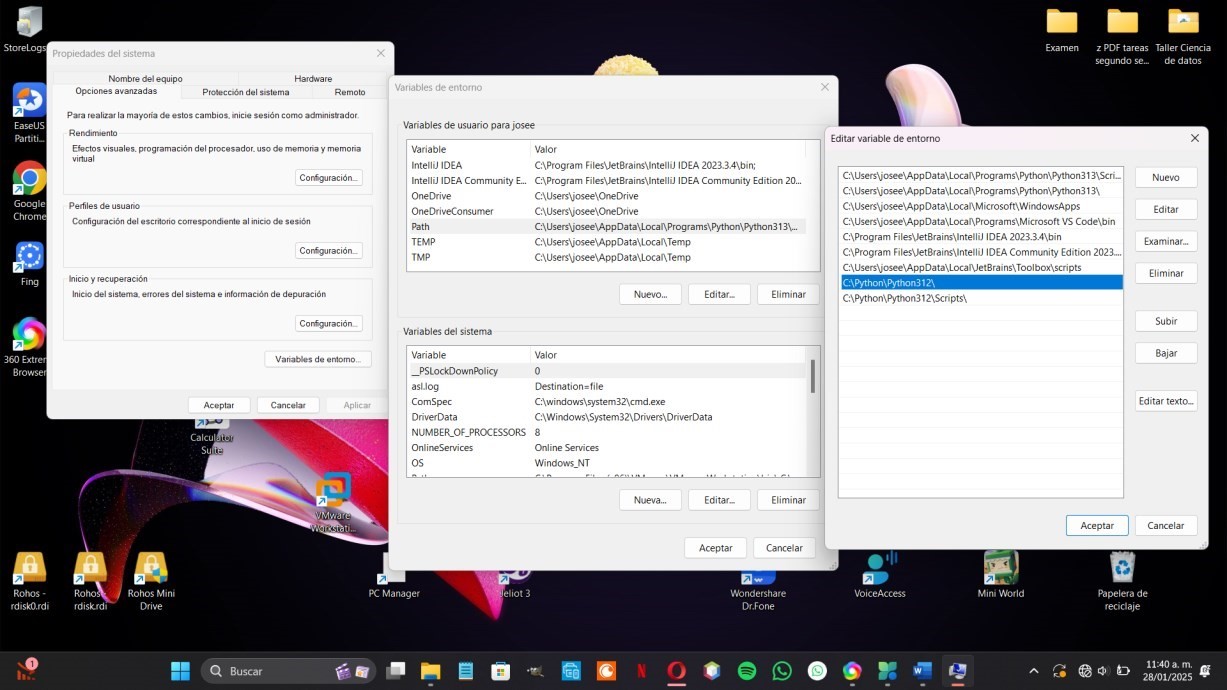 StoreLogs
EaseUS
Partiti...
Google
Chrome
Fing
360 Extrem
Browser
Rohos -
rdisk0.rdi
Rohos -
rdisk.rdi
Rohos Mini
Drive
Calculator
Suite
VMware
Workstati...
PC Manager
Wondershare
Dr.Fone
VoiceAccess
Mini World
Papelera de
reciclaje
Examen
z PDF tareas
segundo se...
Taller Ciencia
de datos
Propiedades del sistema
Nombre del equipo
Hardware
Opciones avanzadas
Protección del sistema
Remoto
Para realizar la mayoría de estos cambios, inicie sesión como administrador.
Rendimiento
Efectos visuales, programación del procesador, uso de memoria y memoria
virtual
Configuración...
Perfiles de usuario
Configuración del escritorio correspondiente al inicio de sesión
Configuración...
Inicio y recuperación
Inicio del sistema, errores del sistema e información de depuración
Configuración...
Variables de entorno...
Aceptar
Cancelar
Aplicar
Variables de entorno
Variables de usuario para josee
Variable Valor
IntelliJ IDEA C:\Program Files\JetBrains\IntelliJ IDEA 2023.3.4\bin;
IntelliJ IDEA Community E... C:\Program Files\JetBrains\IntelliJ IDEA Community Edition 20...
OneDrive C:\Users\josee\OneDrive
OneDriveConsumer C:\Users\josee\OneDrive
Path C:\Users\josee\AppData\Local\Programs\Python\Python313\...
TEMP C:\Users\josee\AppData\Local\Temp
TMP C:\Users\josee\AppData\Local\Temp
Nuevo...
Editar...
Eliminar
Variables del sistema
Variable Valor
__PSLockDownPolicy 0
asl.log Destination=file
ComSpec C:\windows\system32\cmd.exe
DriverData C:\Windows\System32\Drivers\DriverData
NUMBER_OF_PROCESSORS 8
OnlineServices Online Services
OS Windows_NT
Nueva...
Editar...
Eliminar
Aceptar
Cancelar
Editar variable de entorno
C:\Users\josee\AppData\Local\Programs\Python\Python313\Scri...
C:\Users\josee\AppData\Local\Programs\Python\Python313\
C:\Users\josee\AppData\Local\Microsoft\WindowsApps
C:\Users\josee\AppData\Local\Programs\Microsoft VS Code\bin
C:\Program Files\JetBrains\IntelliJ IDEA 2023.3.4\bin
C:\Program Files\JetBrains\IntelliJ IDEA Community Edition 2023....
C:\Users\josee\AppData\Local\JetBrains\Toolbox\scripts
C:\Python\Python312\
C:\Python\Python312\Scripts\
Nuevo
Editar
Examinar...
Eliminar
Subir
Bajar
Editar texto...
Aceptar
Cancelar
1
Buscar
11:40 a. m.
28/01/2025